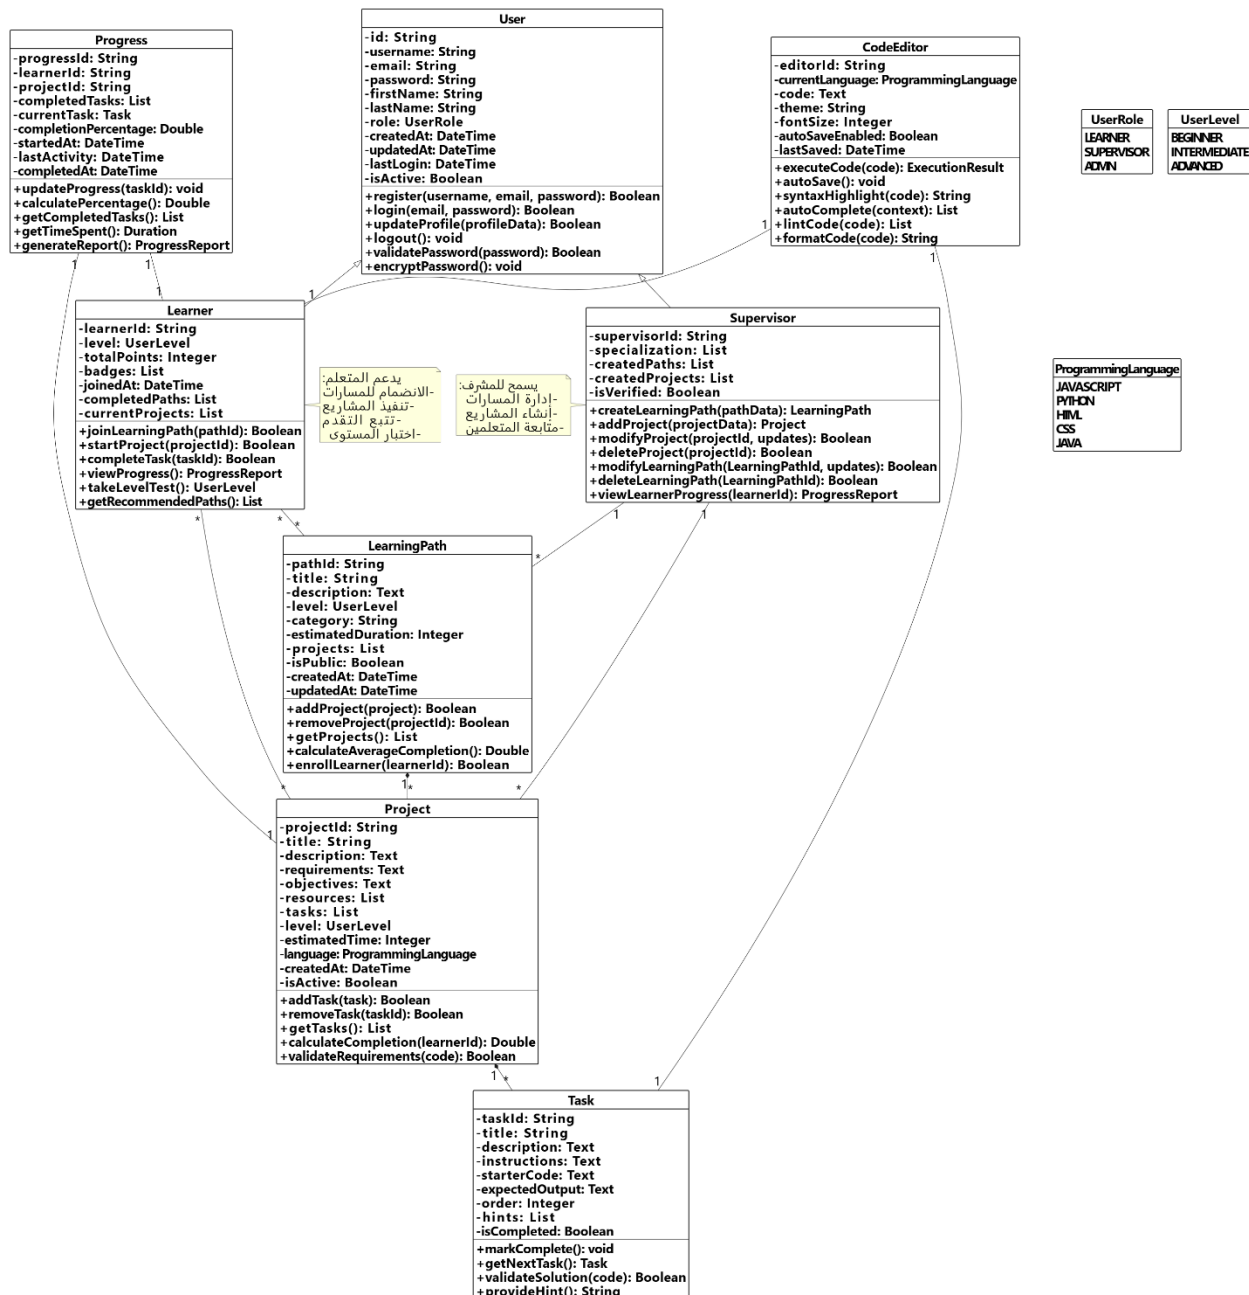 Progress
-progressId: String
-learnerId: String
-projectId: String
-completedTasks: List
-currentTask: Task
-completionPercentage: Double
-startedAt: DateTime
-lastActivity: DateTime
-completedAt: DateTime
+updateProgress(taskId): void
+calculatePercentage(): Double
+getCompletedTasks(): List
+getTimeSpent(): Duration
+generateReport(): ProgressReport
User
-id: String
-username: String
-email: String
-password: String
-firstName: String
-lastName: String
-role: UserRole
-createdAt: DateTime
-updatedAt: DateTime
-lastLogin: DateTime
-isActive: Boolean
+register(username, email, password): Boolean
+login(email, password): Boolean
+updateProfile(profileData): Boolean
+logout(): void
+validatePassword(password): Boolean
+encryptPassword(): void
CodeEditor
-editorId: String
-currentLanguage: ProgrammingLanguage
-code: Text
-theme: String
-fontSize: Integer
-autoSaveEnabled: Boolean
-lastSaved: DateTime
+executeCode(code): ExecutionResult
+autoSave(): void
+syntaxHighlight(code): String
+autoComplete(context): List
+lintCode(code): List
+formatCode(code): String
UserRole
LEARNER
SUPERVISOR
ADMIN
UserLevel
BEGINNER
INTERMEDIATE
ADVANCED
1
1
1
1
1
1
Learner
-learnerId: String
-level: UserLevel
-totalPoints: Integer
-badges: List
-joinedAt: DateTime
-completedPaths: List
-currentProjects: List
+joinLearningPath(pathId): Boolean
+startProject(projectId): Boolean
+completeTask(taskId): Boolean
+viewProgress(): ProgressReport
+takeLevelTest(): UserLevel
+getRecommendedPaths(): List
يدعم المتعلم:
-الانضمام للمسارات
-تنفيذ المشاريع
-تتبع التقدم
-اختبار المستوى
يسمح للمشرف:
-إدارة المسارات
-إنشاء المشاريع
-متابعة المتعلمين
Supervisor
-supervisorId: String
-specialization: List
-createdPaths: List
-createdProjects: List
-isVerified: Boolean
+createLearningPath(pathData): LearningPath
+addProject(projectData): Project
+modifyProject(projectId, updates): Boolean
+deleteProject(projectId): Boolean
+modifyLearningPath(LearningPathId, updates): Boolean
+deleteLearningPath(LearningPathId): Boolean
+viewLearnerProgress(learnerId): ProgressReport
ProgrammingLanguage
JAVASCRIPT
PYTHON
HTML
CSS
JAVA
*
*
*
1
1
*
LearningPath
-pathId: String
-title: String
-description: Text
-level: UserLevel
-category: String
-estimatedDuration: Integer
-projects: List
-isPublic: Boolean
-createdAt: DateTime
-updatedAt: DateTime
+addProject(project): Boolean
+removeProject(projectId): Boolean
+getProjects(): List
+calculateAverageCompletion(): Double
+enrollLearner(learnerId): Boolean
*
1
*
*
1
Project
-projectId: String
-title: String
-description: Text
-requirements: Text
-objectives: Text
-resources: List
-tasks: List
-level: UserLevel
-estimatedTime: Integer
-language: ProgrammingLanguage
-createdAt: DateTime
-isActive: Boolean
+addTask(task): Boolean
+removeTask(taskId): Boolean
+getTasks(): List
+calculateCompletion(learnerId): Double
+validateRequirements(code): Boolean
1
*
1
Task
-taskId: String
-title: String
-description: Text
-instructions: Text
-starterCode: Text
-expectedOutput: Text
-order: Integer
-hints: List
-isCompleted: Boolean
+markComplete(): void
+getNextTask(): Task
+validateSolution(code): Boolean
+provideHint(): String